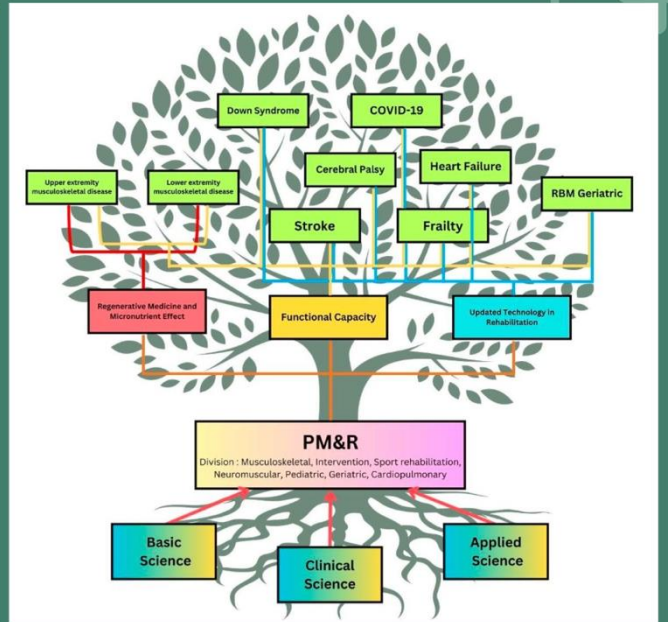 Down Syndrome
COVID-19
Cerebral Palsy
Heart Failure
Upper extremity
musculoskeletal disease
Lower extremity
musculoskeletal disease
RBM Geriatric
Stroke
Frailty
Regenerative Medicine and
Micronutrient Effect
Functional Capacity
Updated Technology in
Rehabilitation
PM&R
Division : Musculoskeletal, Intervention, Sport rehabilitation,
Neuromuscular, Pediatric, Geriatric, Cardiopulmonary
Basic
Science
Clinical
Science
Applied
Science